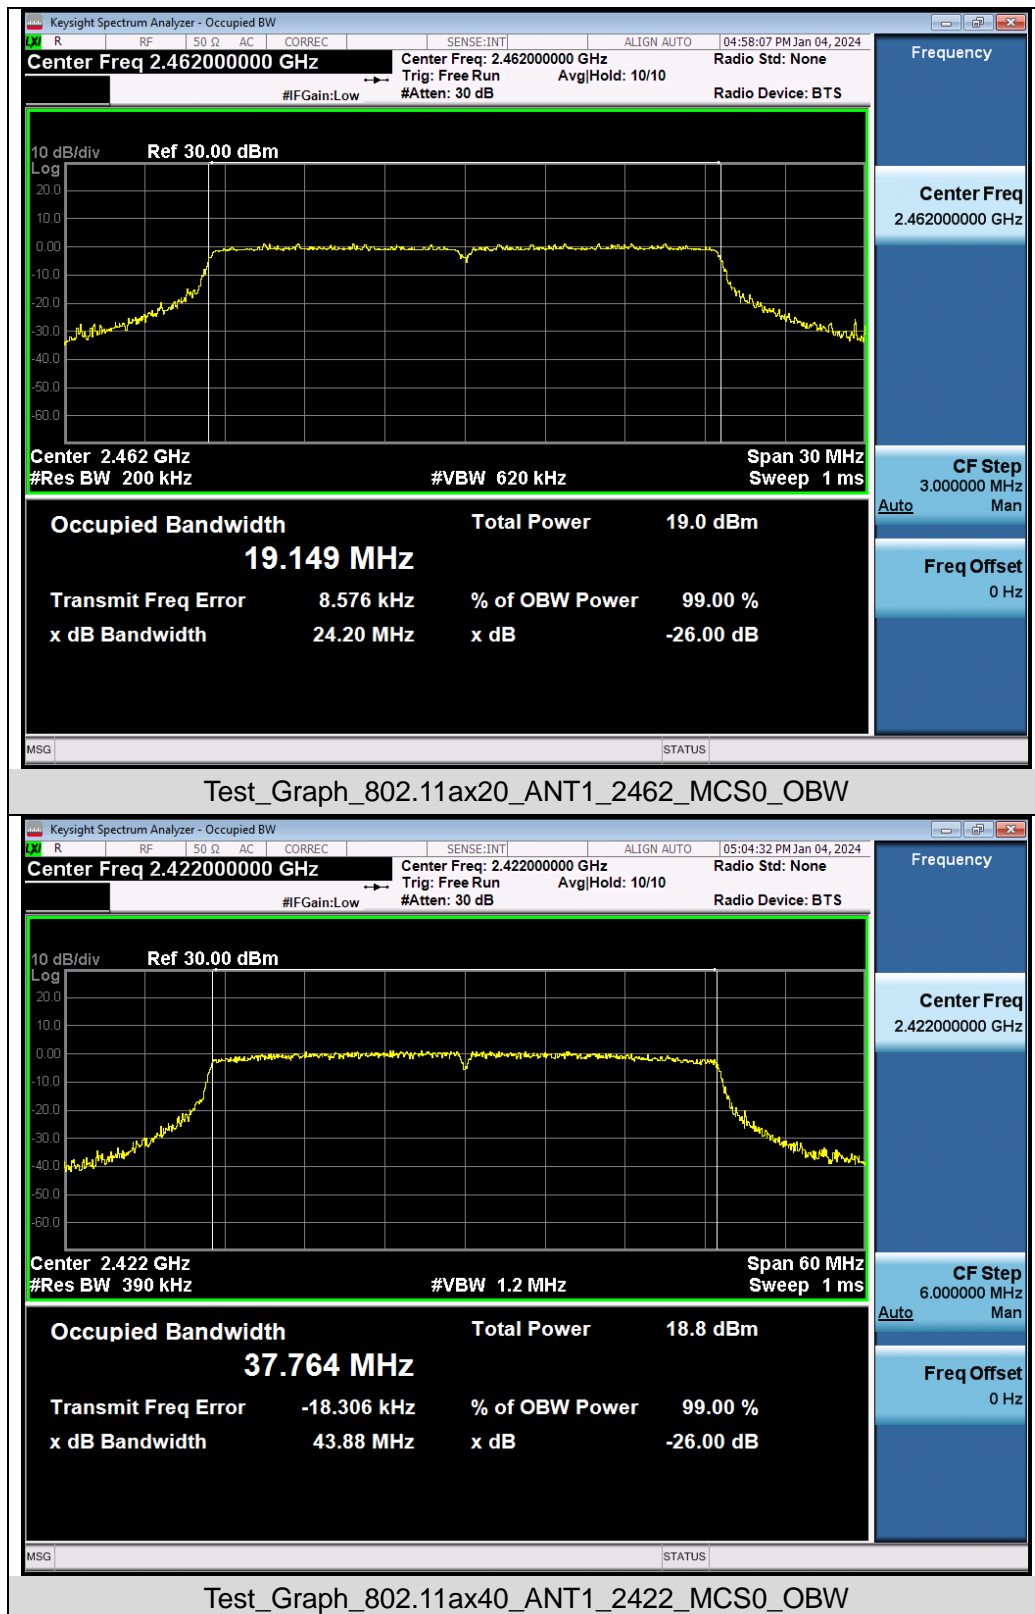 Keysight Spectrum Analyzer - Occupied BW
LXI R RF 50 Ω AC CORREC SENSE:INT ALIGN AUTO 04:58:07 PM Jan 04, 2024
Center Freq 2.462000000 GHz
Center Freq: 2.462000000 GHz Radio Std: None
Trig: Free Run Avg|Hold: 10/10
#IFGain:Low #Atten: 30 dB Radio Device: BTS
Frequency
10 dB/div Ref 30.00 dBm
Log
20.0
10.0
0.00
-10.0
-20.0
-30.0
-40.0
-50.0
-60.0
Center 2.462 GHz Span 30 MHz
#Res BW 200 kHz #VBW 620 kHz Sweep 1 ms
Center Freq
2.462000000 GHz
CF Step
3.000000 MHz
Auto Man
Freq Offset
0 Hz
Occupied Bandwidth Total Power 19.0 dBm
19.149 MHz
Transmit Freq Error 8.576 kHz % of OBW Power 99.00 %
x dB Bandwidth 24.20 MHz x dB -26.00 dB
MSG STATUS
Test_Graph_802.11ax20_ANT1_2462_MCS0_OBW
Keysight Spectrum Analyzer - Occupied BW
LXI R RF 50 Ω AC CORREC SENSE:INT ALIGN AUTO 05:04:32 PM Jan 04, 2024
Center Freq 2.422000000 GHz
Center Freq: 2.422000000 GHz Radio Std: None
Trig: Free Run Avg|Hold: 10/10
#IFGain:Low #Atten: 30 dB Radio Device: BTS
Frequency
10 dB/div Ref 30.00 dBm
Log
20.0
10.0
0.00
-10.0
-20.0
-30.0
-40.0
-50.0
-60.0
Center 2.422 GHz Span 60 MHz
#Res BW 390 kHz #VBW 1.2 MHz Sweep 1 ms
Center Freq
2.422000000 GHz
CF Step
6.000000 MHz
Auto Man
Freq Offset
0 Hz
Occupied Bandwidth Total Power 18.8 dBm
37.764 MHz
Transmit Freq Error -18.306 kHz % of OBW Power 99.00 %
x dB Bandwidth 43.88 MHz x dB -26.00 dB
MSG STATUS
Test_Graph_802.11ax40_ANT1_2422_MCS0_OBW